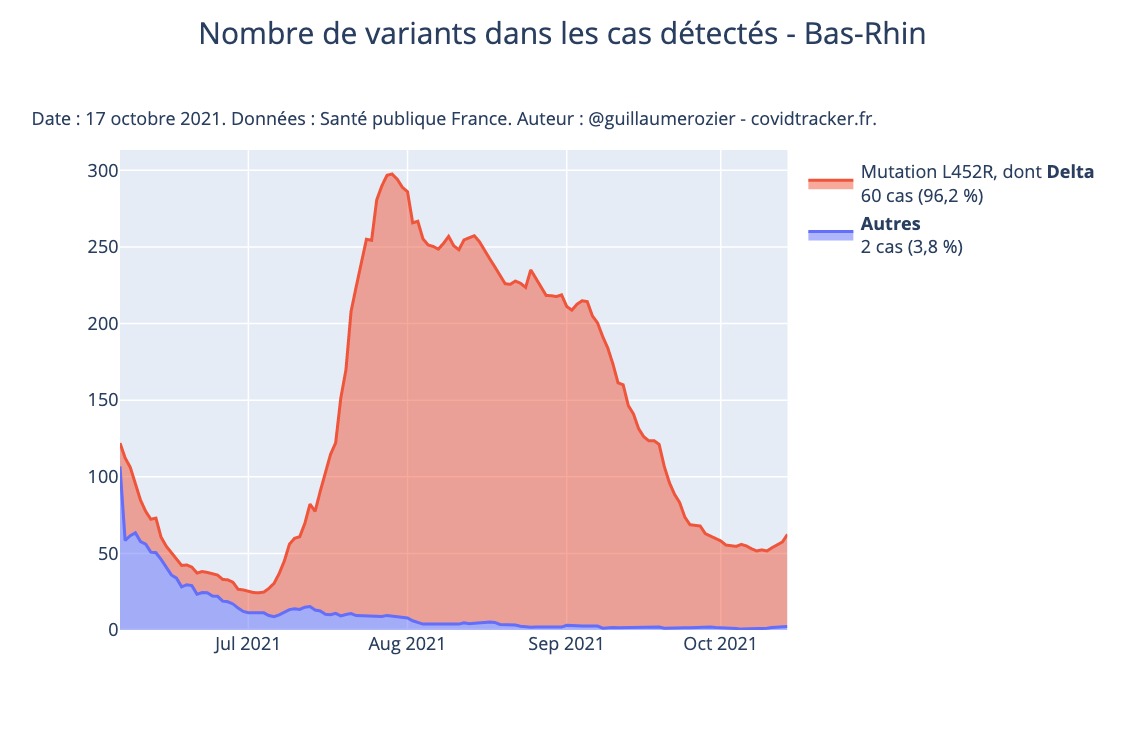 Nombre de variants dans les cas détectés - Bas-Rhin
Date : 17 octobre 2021. Données : Santé publique France. Auteur : @guillaumerozier - covidtracker.fr.
300
250
200
150
100
50
0
Jul 2021
Aug 2021
Sep 2021
Oct 2021
Mutation L452R, dont Delta
60 cas (96,2 %)
Autres
2 cas (3,8 %)